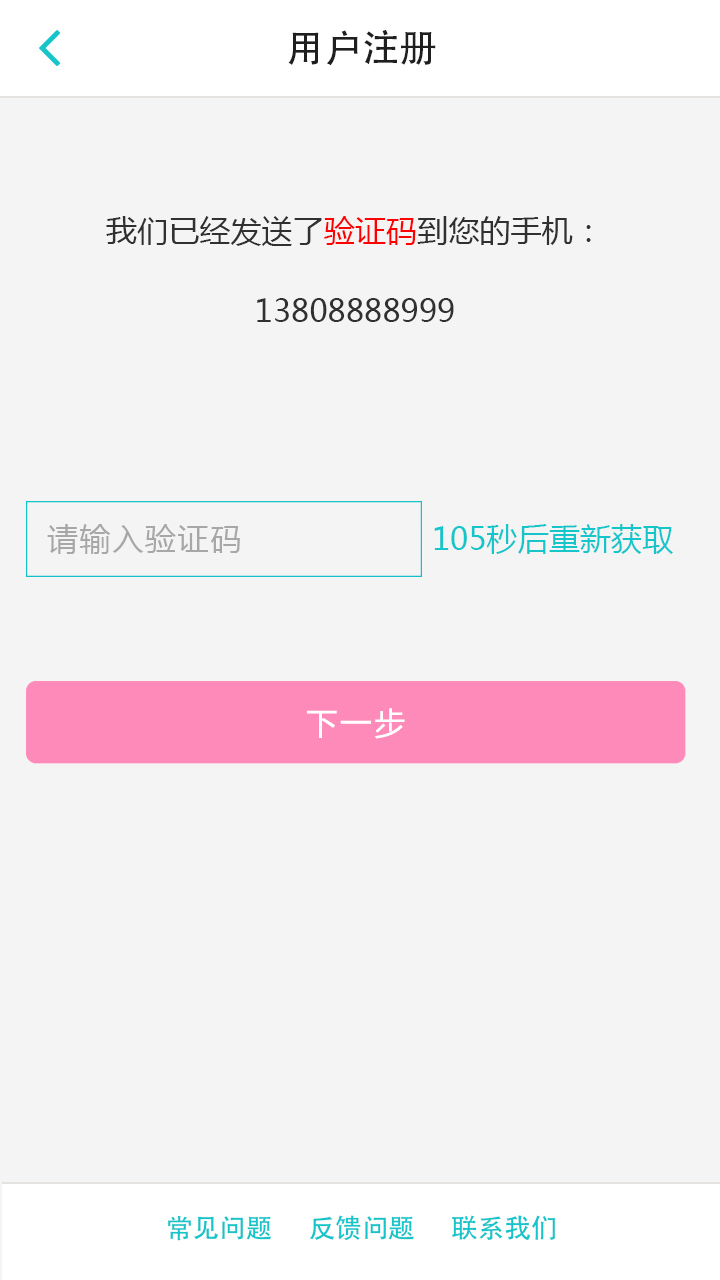 用户注册
我们已经发送了验证码到您的手机：
13808888999
请输入验证码
105秒后重新获取
下一步
常见问题 反馈问题 联系我们